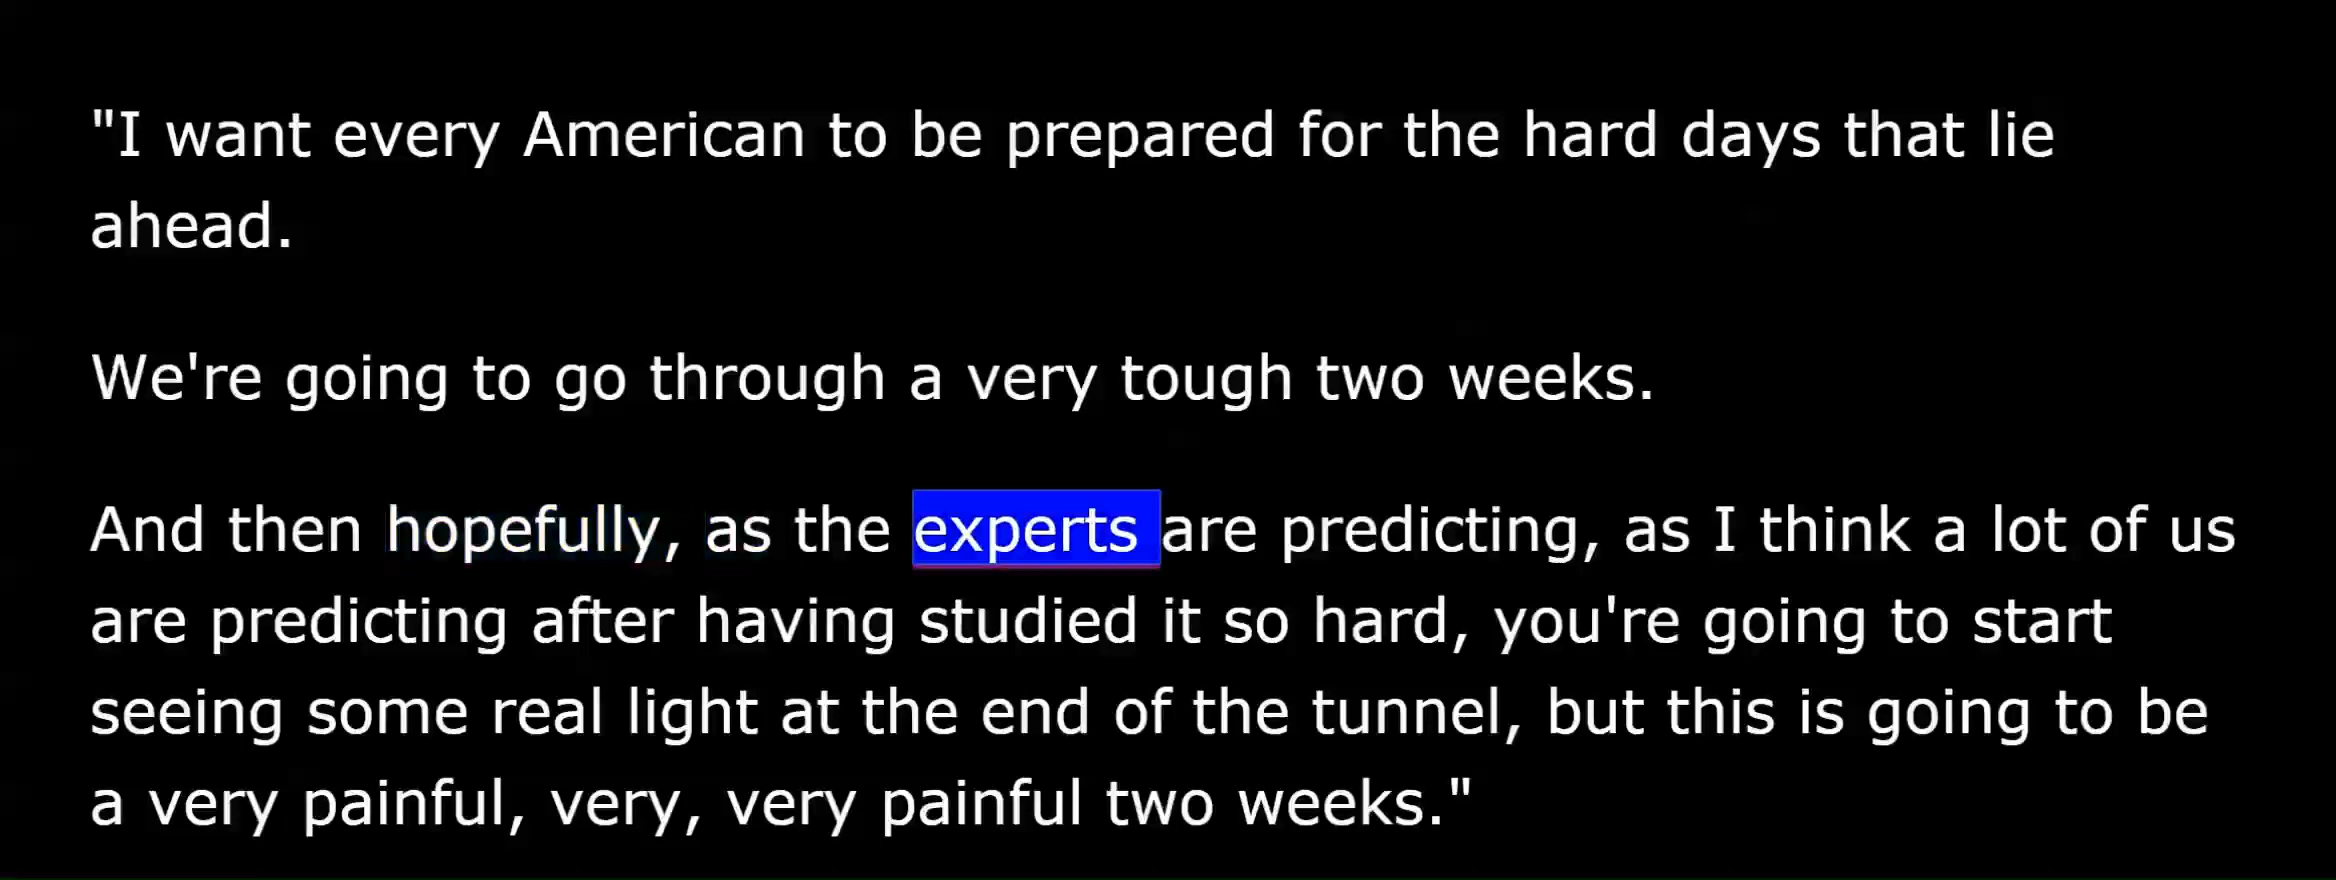 "I want every American to be prepared for the hard days that lie
ahead.
We're going to go through a very tough two weeks.
And then hopefully, as the experts are predicting, as I think a lot of us
are predicting after having studied it so hard, you're going to start
seeing some real light at the end of the tunnel, but this is going to be
a very painful, very, very painful two weeks."